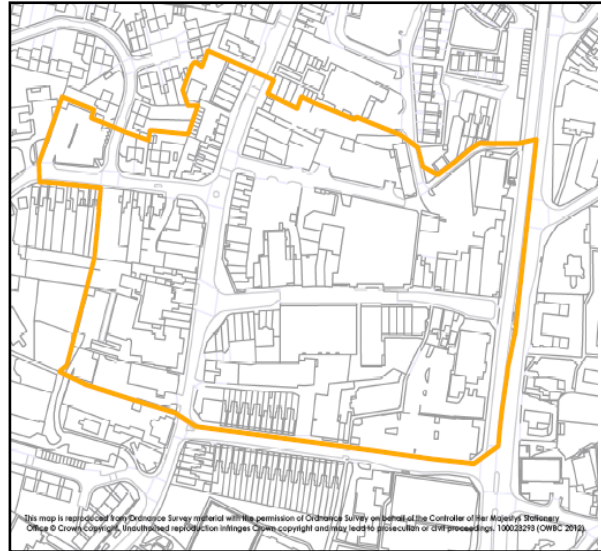 This map is reproduced from Ordnance Survey material with the permission of Ordnance Survey on behalf of the Controller of Her Majestys Stationery
Office © Crown copyright. Unauthorised reproduction infringes Crown copyright and may lead to prosecution or civil proceedings. 100023293 (OWBC 2012).